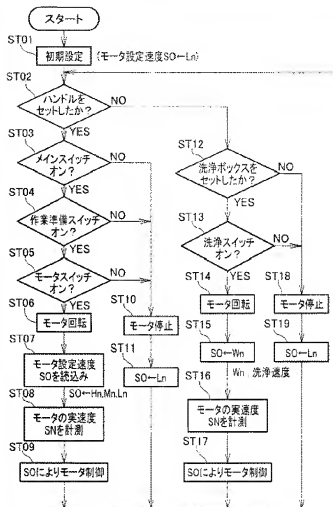 スタート
ST01
初期設定
(モータ設定速度SO←Ln)
ST02
ハンドルを
セットしたか？
NO
YES
ST03
メインスイッチ
オン？
NO
YES
ST04
作業準備スイッチ
オン？
NO
YES
ST05
モータスイッチ
オン？
NO
YES
ST06
モータ回転
ST07
モータ設定速度
SOを読込み
SO←Hn,Mn,Ln
ST08
モータの実速度
SNを計測
ST09
SOによりモータ制御
ST10
モータ停止
ST11
SO←Ln
ST12
洗浄ボックスを
セットしたか？
NO
YES
ST13
洗浄スイッチ
オン？
NO
YES
ST14
モータ回転
ST15
SO←Wn
Wn：洗浄速度
ST16
モータの実速度
SNを計測
ST17
SOによりモータ制御
ST18
モータ停止
ST19
SO←Ln